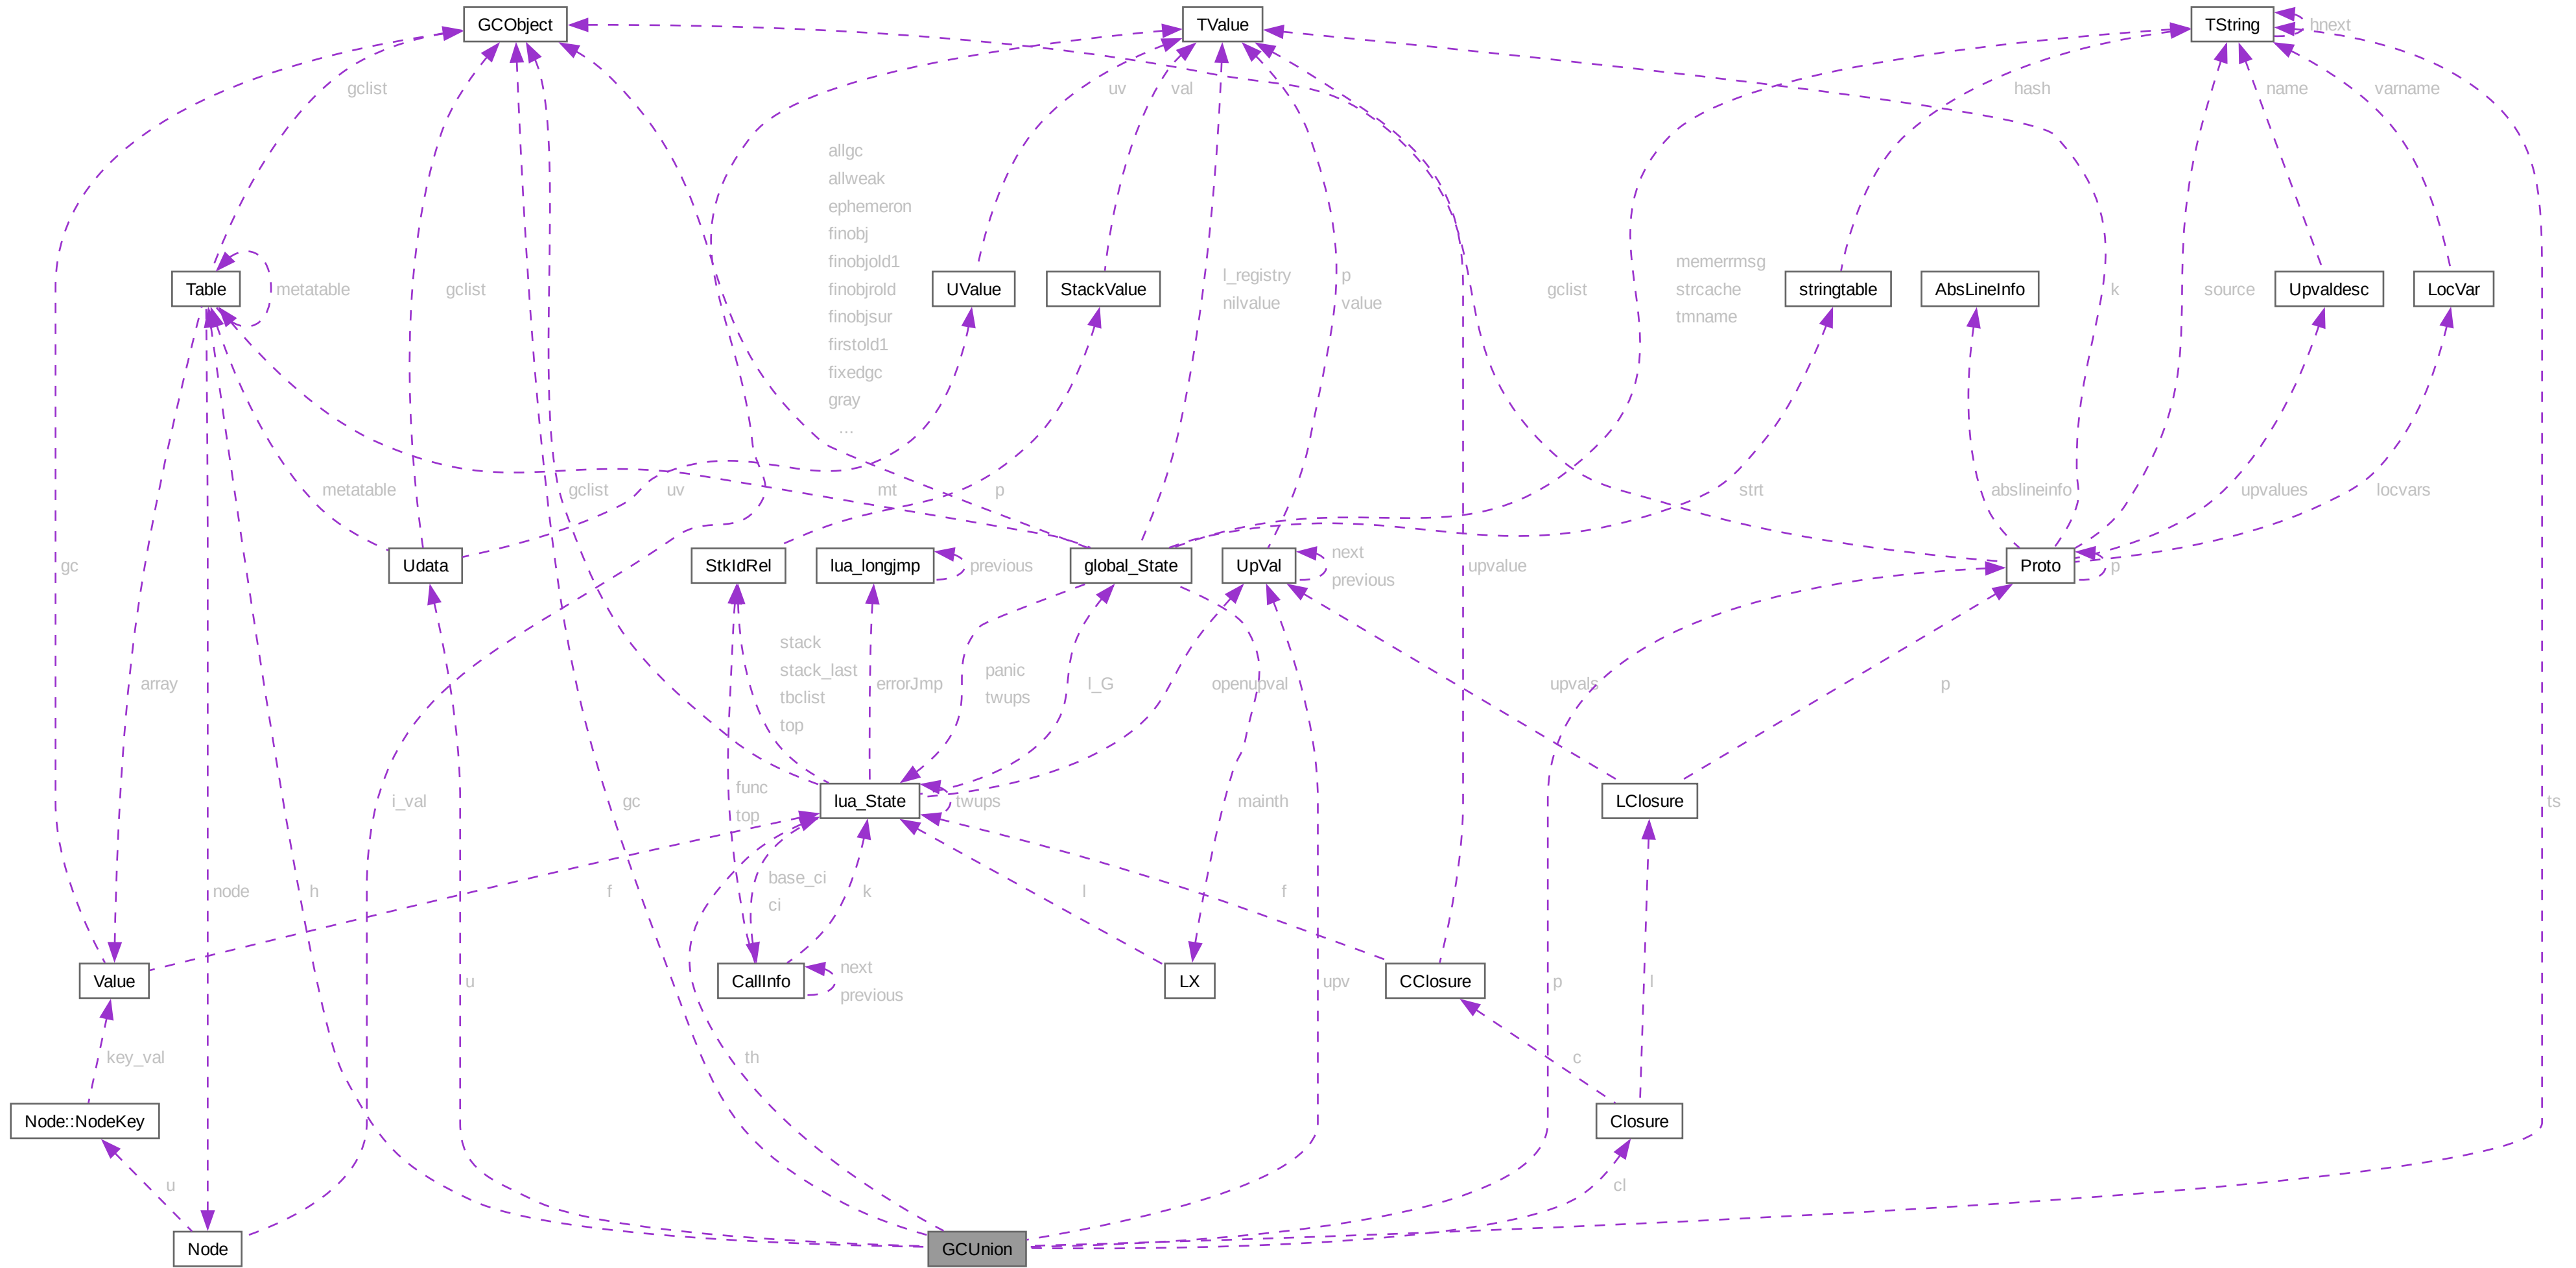 GCObject
TValue
TString
hnext
gclist
uv
val
hash
name
varname
allgc
allweak
ephemeron
finobj
finobjold1
finobjrold
finobjsur
firstold1
fixedgc
gray
...
Table
metatable
gclist
UValue
StackValue
l_registry
nilvalue
p
value
gclist
memerrmsg
strcache
tmname
stringtable
AbsLineInfo
k
source
Upvaldesc
LocVar
metatable
gclist
uv
mt
p
strt
abslineinfo
upvalues
locvars
gc
Udata
StkIdRel
lua_longjmp
previous
global_State
UpVal
next
previous
upvalue
Proto
p
array
stack
stack_last
tbclist
top
errorJmp
panic
twups
l_G
openupval
upvals
p
i_val
gc
func
top
lua_State
twups
mainth
LClosure
ts
node
h
f
base_ci
ci
k
l
f
Value
u
CallInfo
next
previous
LX
upv
CClosure
p
l
key_val
th
c
Node::NodeKey
Closure
u
cl
Node
GCUnion